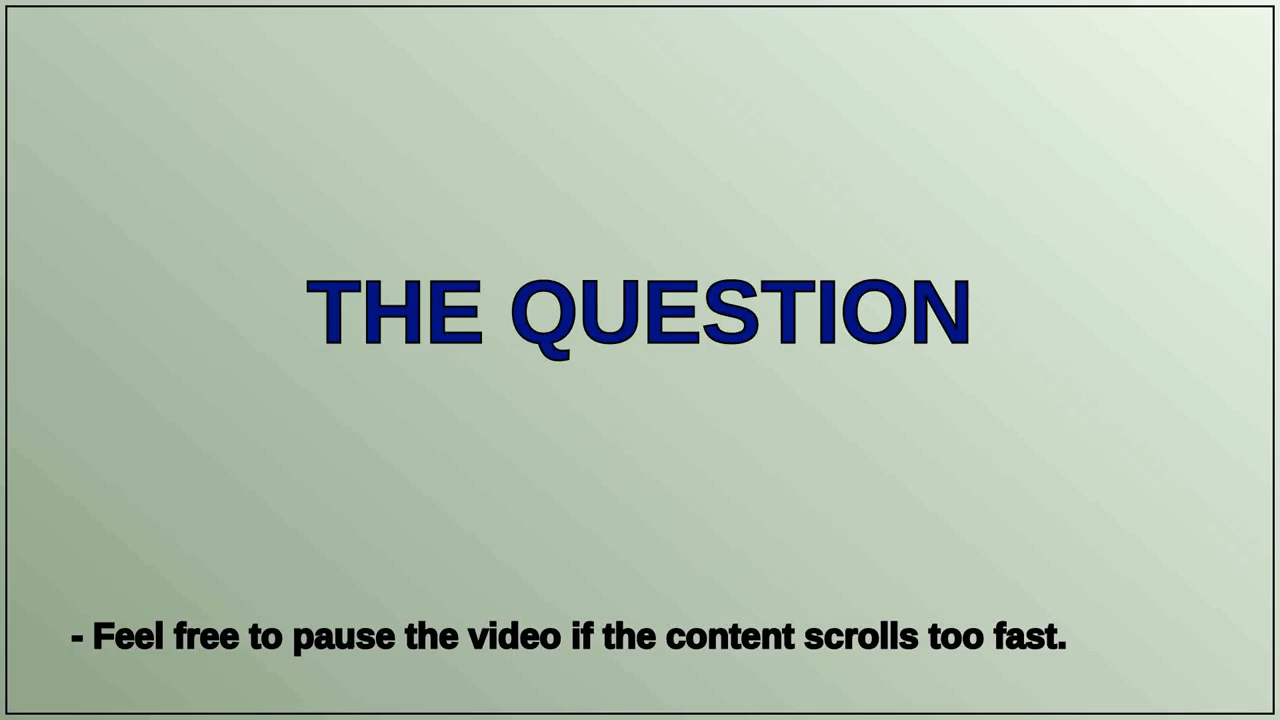 THE QUESTION
- Feel free to pause the video if the content scrolls too fast.